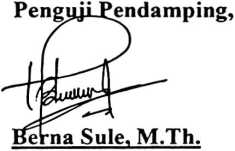 Penguji Pendamping,
Berna Sule, M.Th.